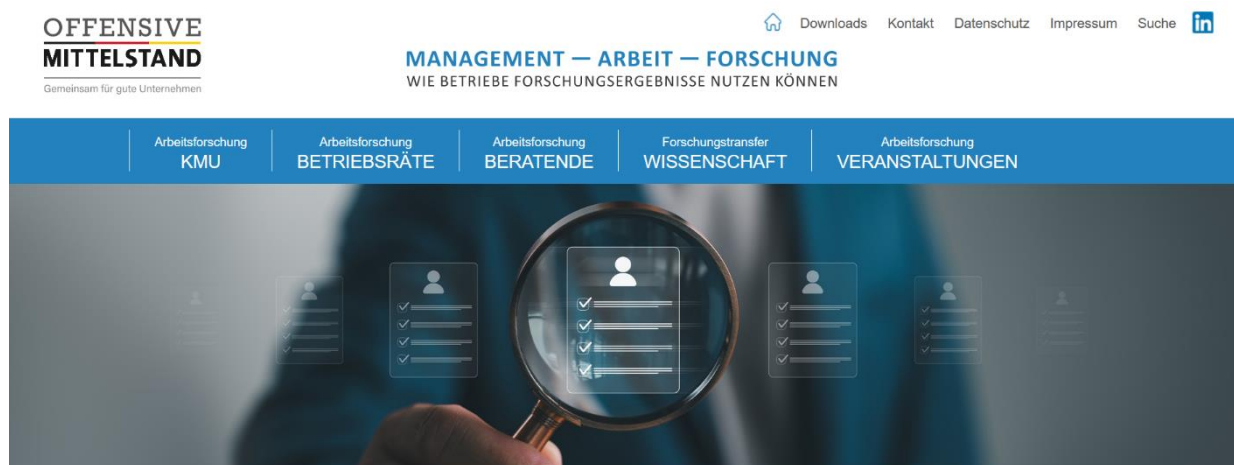 OFFENSIVE
MITTELSTAND
Gemeinsam für gute Unternehmen
Downloads Kontakt Datenschutz Impressum Suche in
MANAGEMENT — ARBEIT — FORSCHUNG
WIE BETRIEBE FORSCHUNGSERGEBNISSE NUTZEN KÖNNEN
Arbeitsforschung
KMU
Arbeitsforschung
BETRIEBSRÄTE
Arbeitsforschung
BERATENDE
Forschungstransfer
WISSENSCHAFT
Arbeitsforschung
VERANSTALTUNGEN